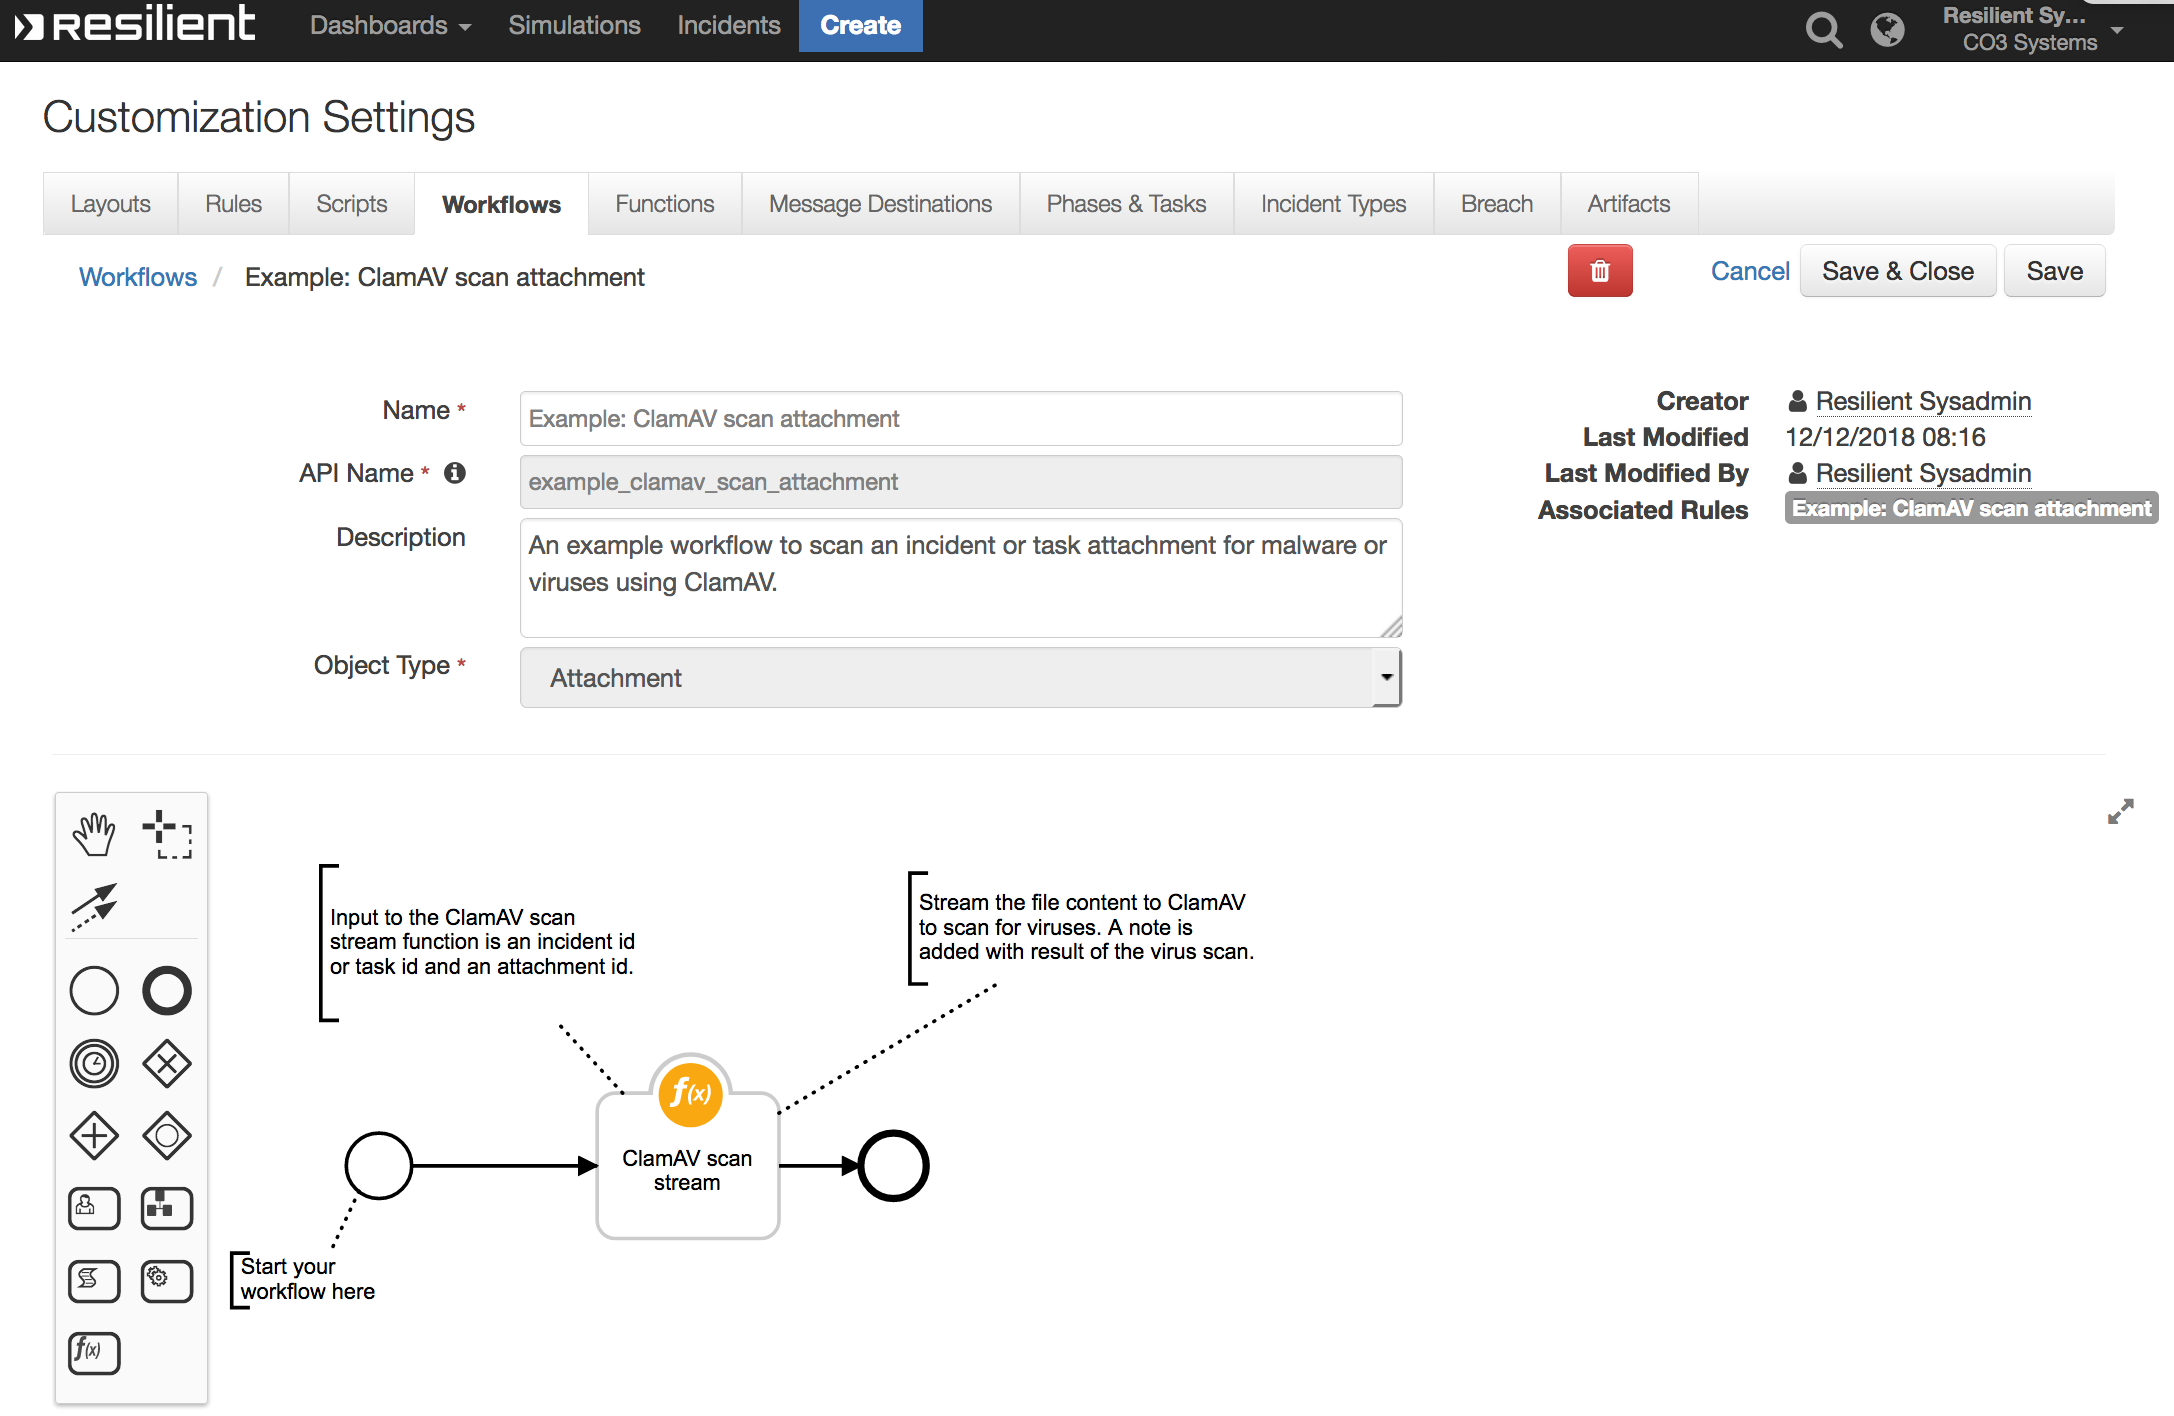 resilient Dashboards Simulations Incidents Create Resilient Sy...
CO3 Systems
Customization Settings
Layouts Rules Scripts Workflows Functions Message Destinations Phases & Tasks Incident Types Breach Artifacts
Workflows / Example: ClamAV scan attachment Cancel Save & Close Save
Name * Example: ClamAV scan attachment
API Name * example_clamav_scan_attachment
Description An example workflow to scan an incident or task attachment for malware or
viruses using ClamAV.
Object Type * Attachment
Creator Resilient Sysadmin
Last Modified 12/12/2018 08:16
Last Modified By Resilient Sysadmin
Associated Rules Example: ClamAV scan attachment
Input to the ClamAV scan
stream function is an incident id
or task id and an attachment id.
Stream the file content to ClamAV
to scan for viruses. A note is
added with result of the virus scan.
f(x)
ClamAV scan
stream
Start your
workflow here
f(x)